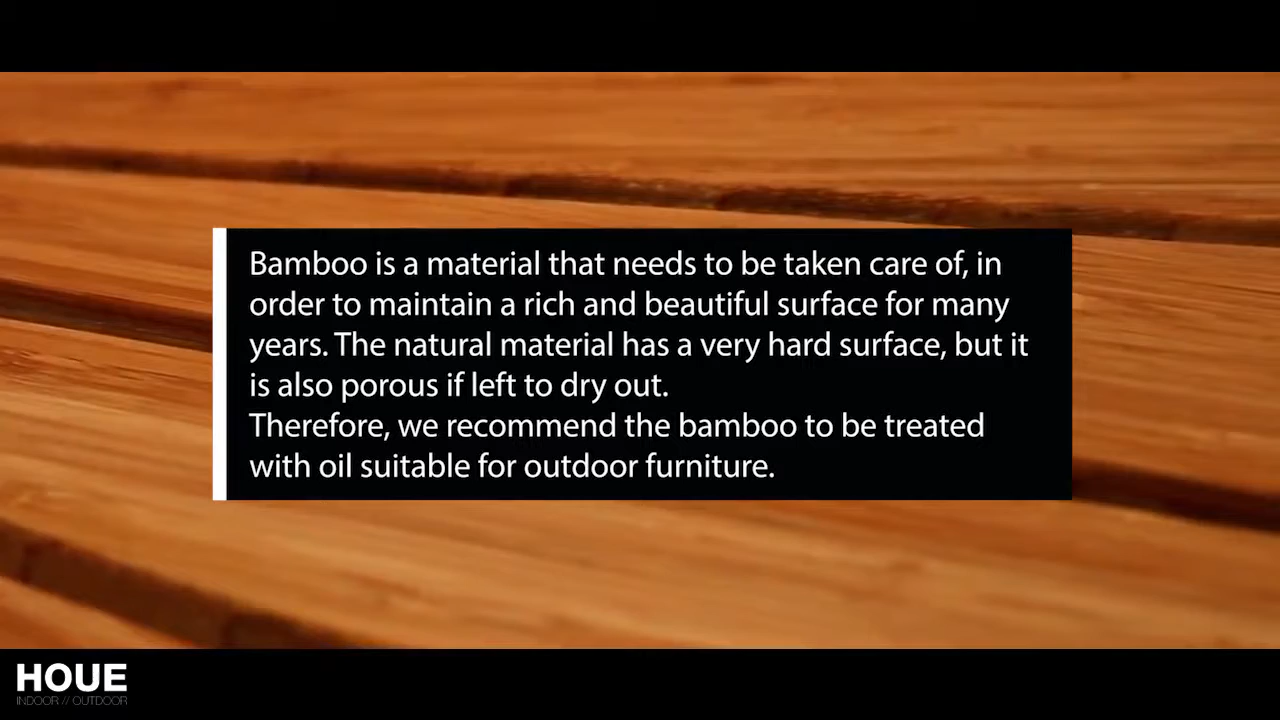 Bamboo is a material that needs to be taken care of, in
order to maintain a rich and beautiful surface for many
years. The natural material has a very hard surface, but it
is also porous if left to dry out.
Therefore, we recommend the bamboo to be treated
with oil suitable for outdoor furniture.
HOUE
INDOOR // OUTDOOR